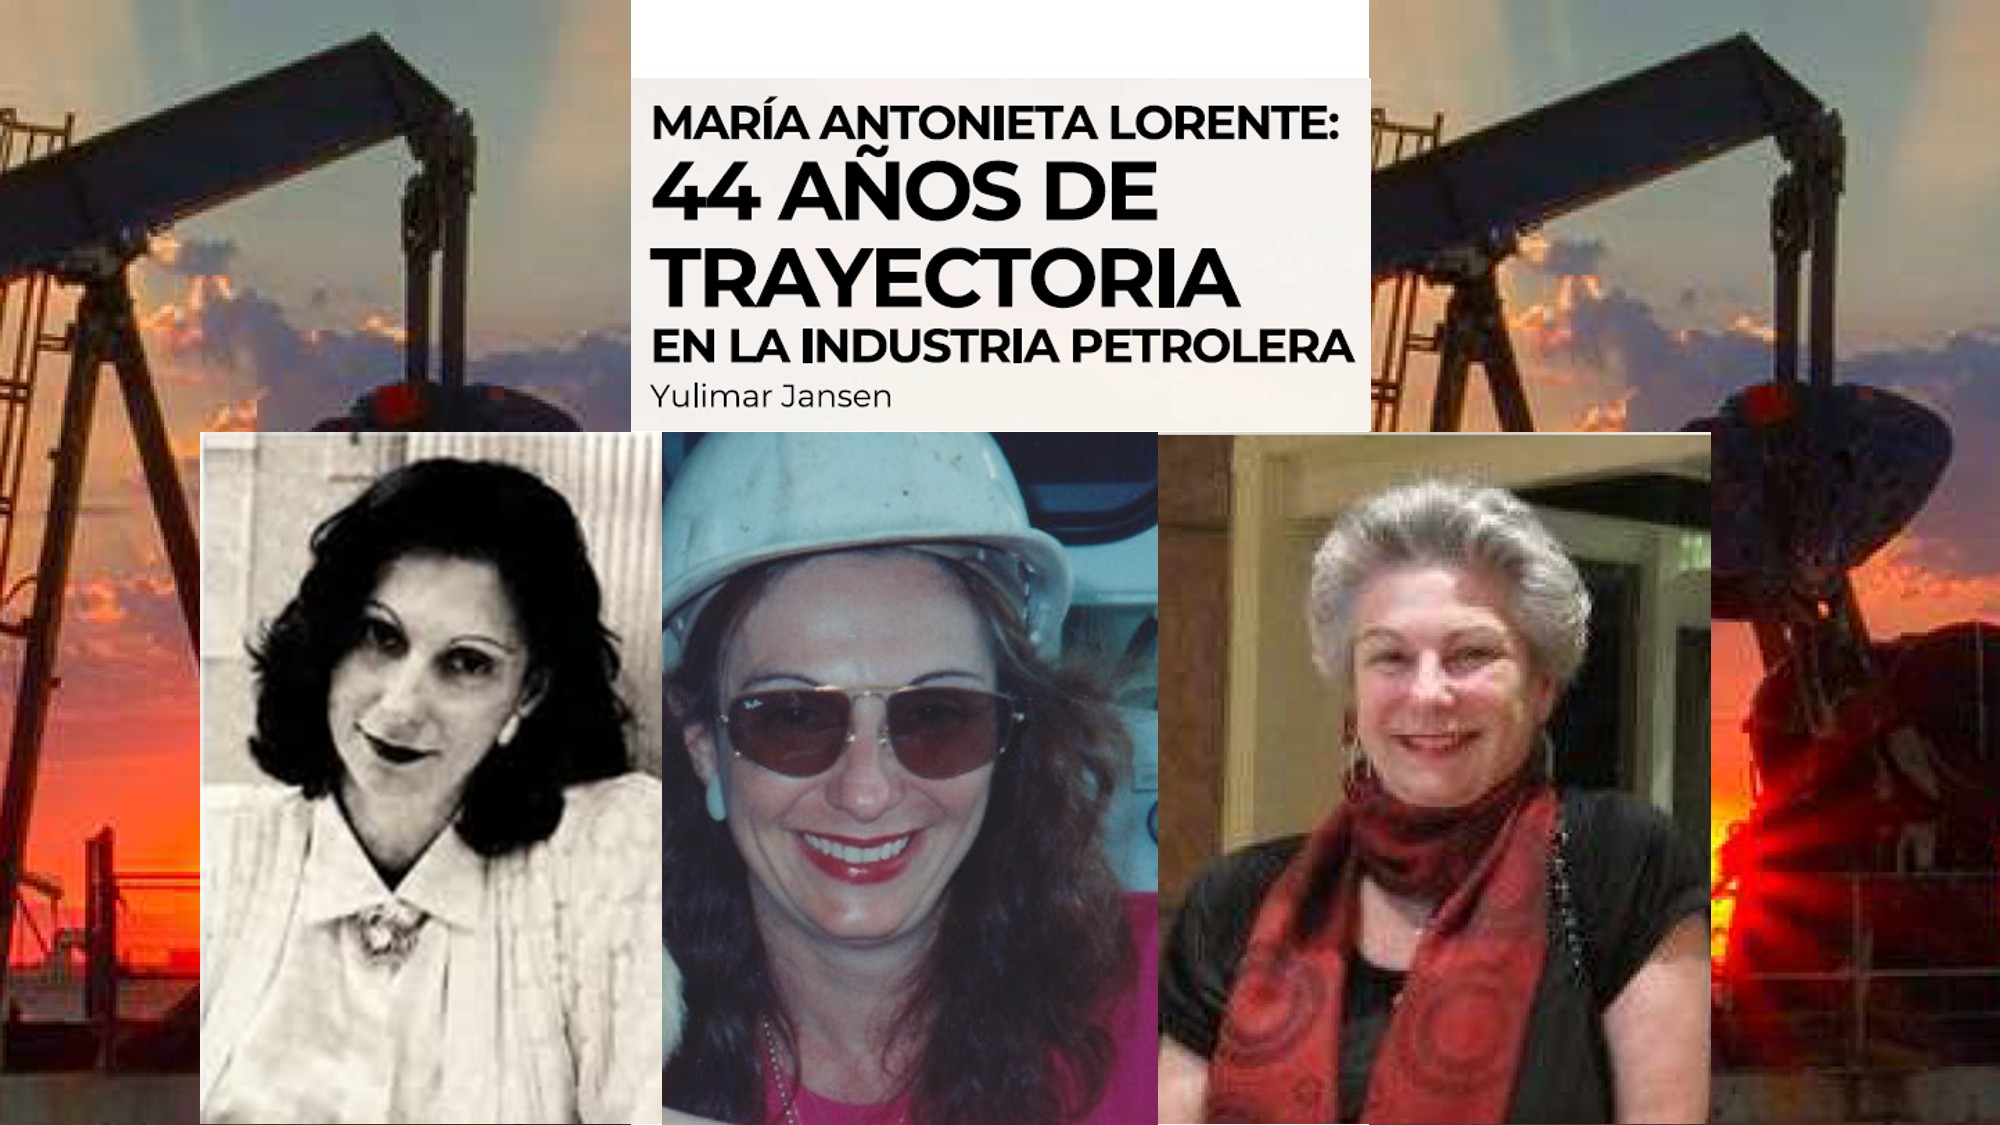 MARÍA ANTONIETA LORENTE:
44 AÑOS DE
TRAYECTORIA
EN LA INDUSTRIA PETROLERA
Yulimar Jansen